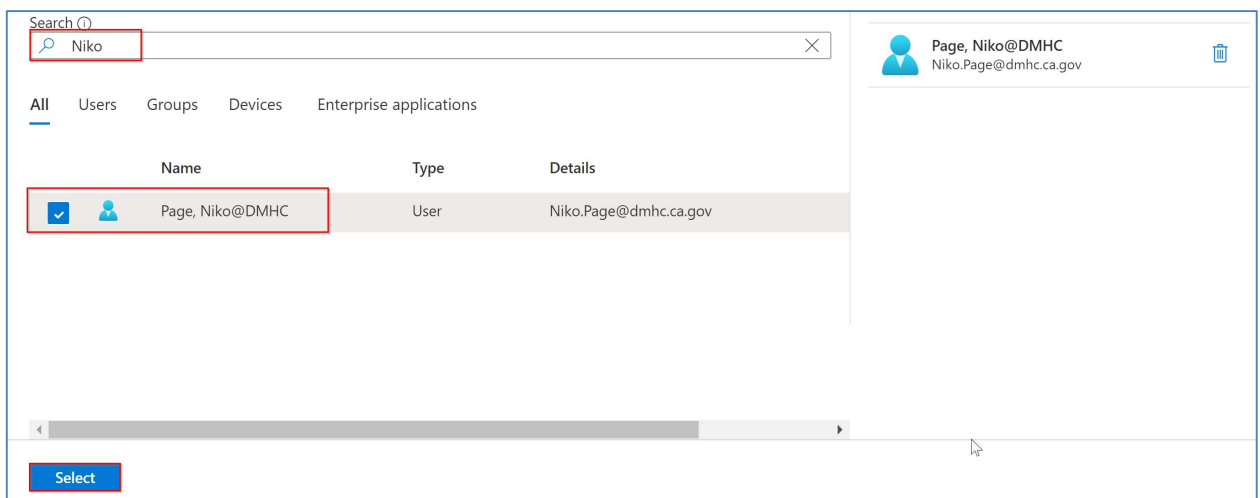 Search
Niko
All Users Groups Devices Enterprise applications
Name Type Details
Page, Niko@DMHC User Niko.Page@dmhc.ca.gov
Select
Page, Niko@DMHC
Niko.Page@dmhc.ca.gov